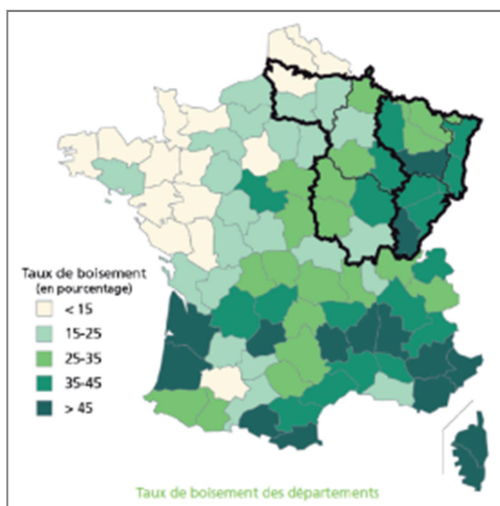 Taux de boisement
(en pourcentage)
< 15
15-25
25-35
35-45
> 45
Taux de boisement des départements